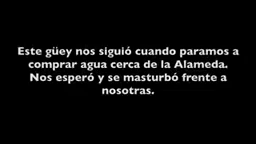 Este güey nos siguió cuando paramos a
comprar agua cerca de la Alameda.
Nos esperó y se masturbó frente a
nosotras.